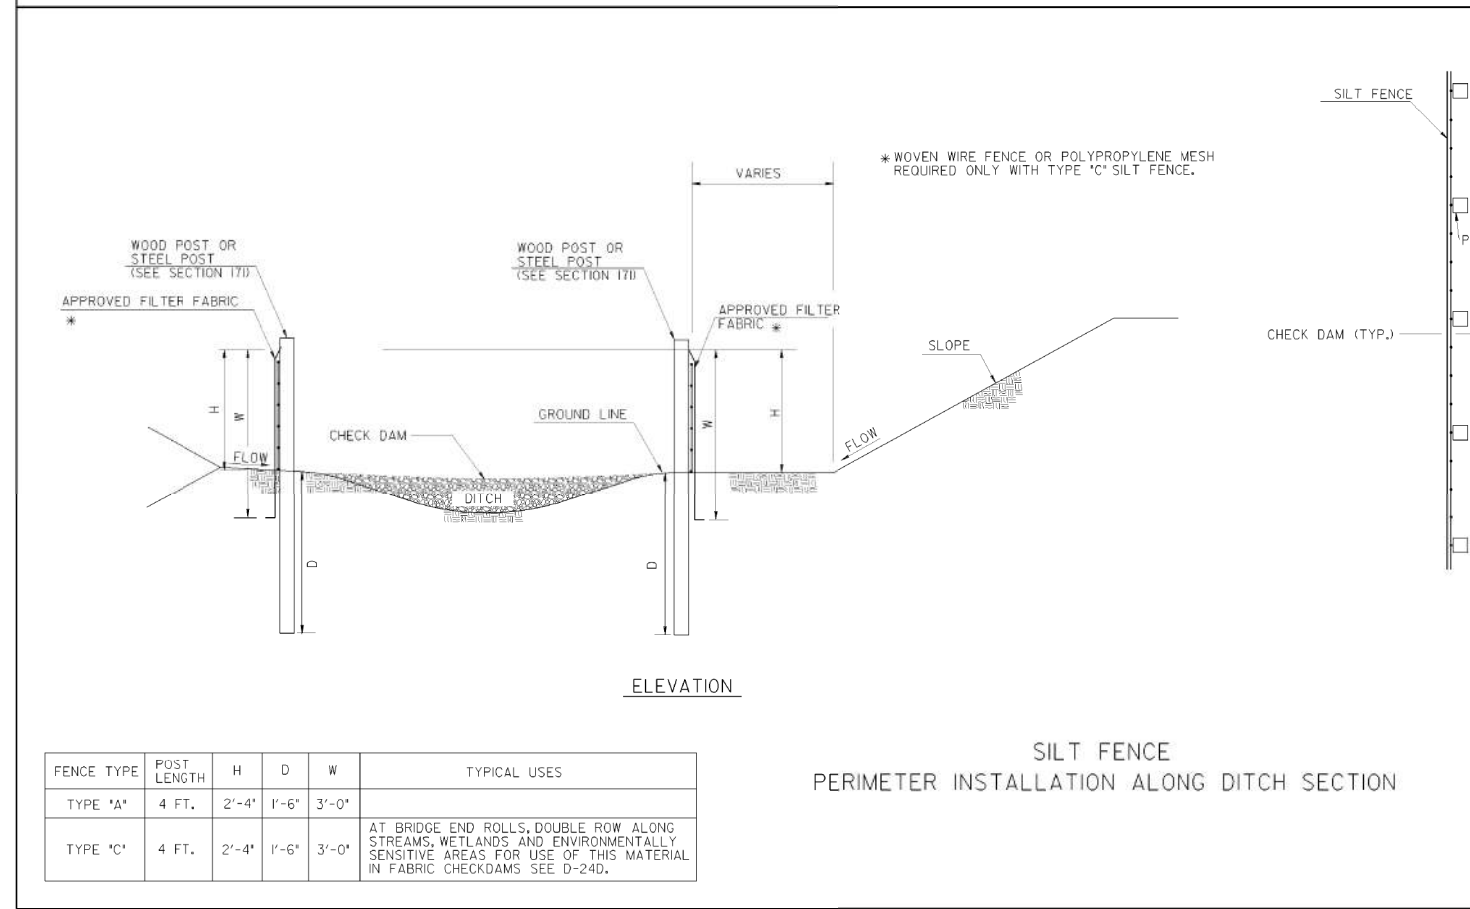 SILT FENCE
* WOVEN WIRE FENCE OR POLYPROPYLENE MESH
REQUIRED ONLY WITH TYPE "C" SILT FENCE.
VARIES
WOOD POST OR
STEEL POST
(SEE SECTION 171)
WOOD POST OR
STEEL POST
(SEE SECTION 171)
P
APPROVED FILTER FABRIC
*
APPROVED FILTER
FABRIC *
CHECK DAM (TYP.)
SLOPE
H
W
GROUND LINE
W
H
CHECK DAM
FLOW
FLOW
DITCH
D
D
ELEVATION
SILT FENCE
PERIMETER INSTALLATION ALONG DITCH SECTION
FENCE TYPE
POST
LENGTH
H
D
W
TYPICAL USES
TYPE "A"
4 FT.
2'-4"
1'-6"
3'-0"
TYPE "C"
4 FT.
2'-4"
1'-6"
3'-0"
AT BRIDGE END ROLLS, DOUBLE ROW ALONG
STREAMS, WETLANDS AND ENVIRONMENTALLY
SENSITIVE AREAS FOR USE OF THIS MATERIAL
IN FABRIC CHECKDAMS SEE D-24D.